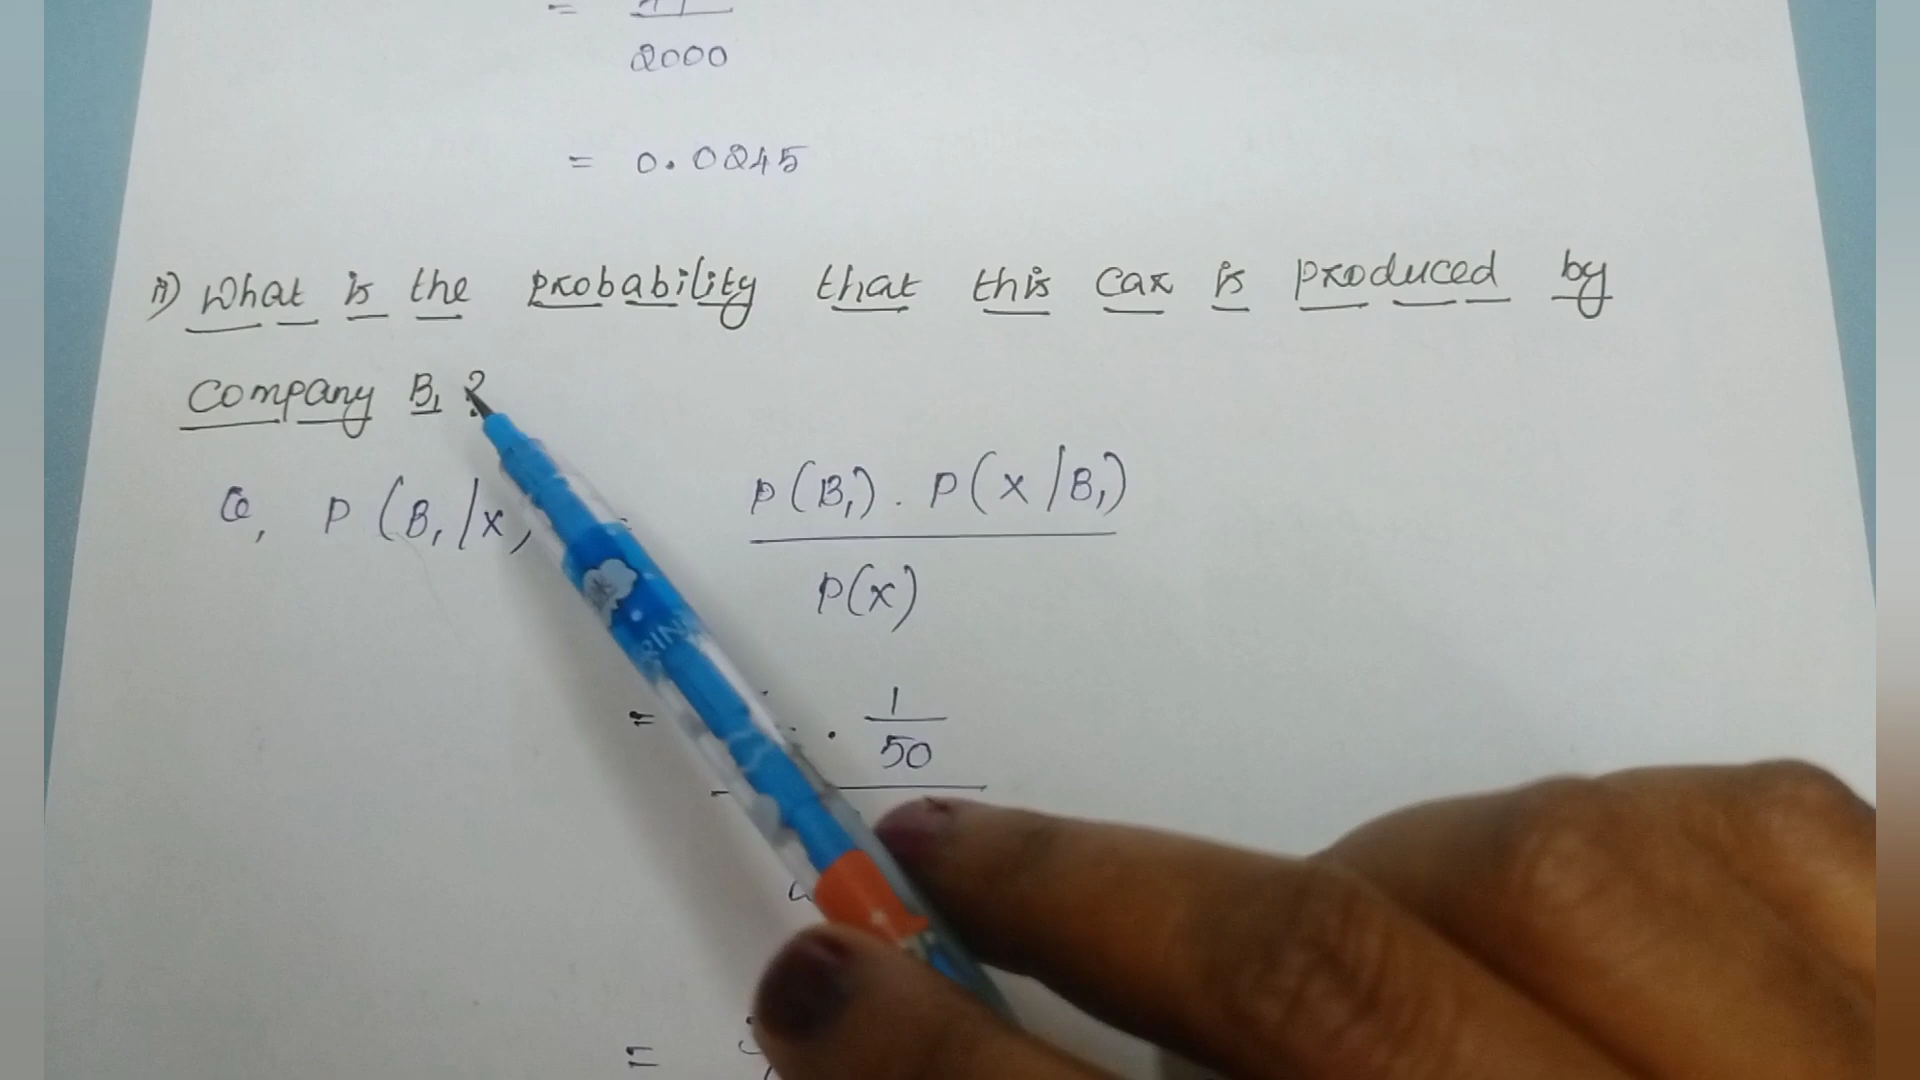 =
2000
= 0.0245
ii) What is the probability that this car is produced by
company B₁ ?
P(B₁/x) P(B₁) . P(X/B₁)
P(x)
= . 1
50
=